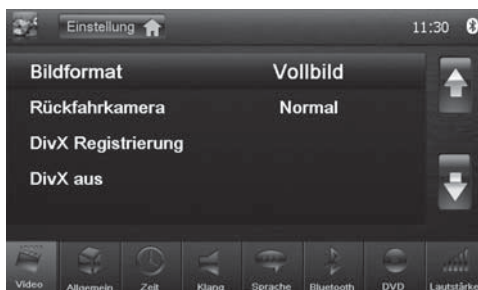 Einstellung 11:30
Bildformat Vollbild
Rückfahrkamera Normal
DivX Registrierung
DivX aus
Video Allgemein Zeit Klang Sprache Bluetooth DVD Lautstärke